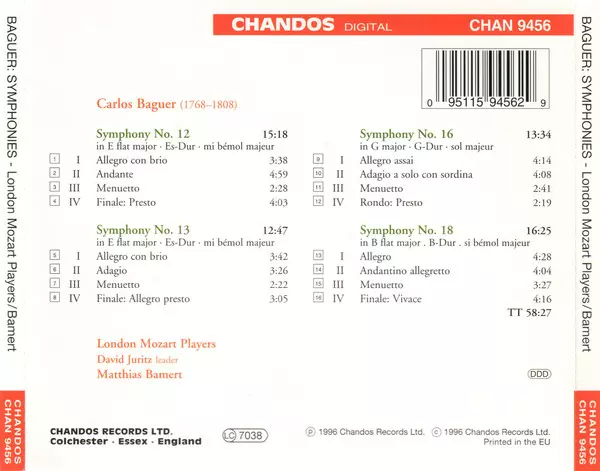 CHANDOS DIGITAL CHAN 9456
BAGUER: SYMPHONIES - London Mozart Players/Bamert
CHANDOS
CHAN 9456
0 95115 94562 9
Carlos Baguer (1768–1808)
Symphony No. 12 15:18
in E flat major · Es-Dur · mi bémol majeur
1 I Allegro con brio 3:38
2 II Andante 4:59
3 III Menuetto 2:28
4 IV Finale: Presto 4:03
Symphony No. 13 12:47
in E flat major · Es-Dur · mi bémol majeur
5 I Allegro con brio 3:42
6 II Adagio 3:26
7 III Menuetto 2:22
8 IV Finale: Allegro presto 3:05
Symphony No. 16 13:34
in G major · G-Dur · sol majeur
9 I Allegro assai 4:14
10 II Adagio a solo con sordina 4:08
11 III Menuetto 2:41
12 IV Rondo: Presto 2:19
Symphony No. 18 16:25
in B flat major . B-Dur . si bémol majeur
13 I Allegro 4:28
14 II Andantino allegretto 4:04
15 III Menuetto 3:27
16 IV Finale: Vivace 4:16
TT 58:27
London Mozart Players
David Juritz leader
Matthias Bamert
DDD
CHANDOS RECORDS LTD.
Colchester · Essex · England
LC 7038
℗ 1996 Chandos Records Ltd. © 1996 Chandos Records Ltd.
Printed in the EU
BAGUER: SYMPHONIES - London Mozart Players/Bamert
CHANDOS
CHAN 9456